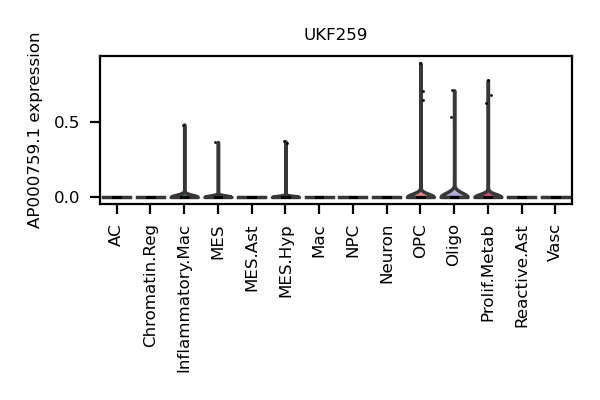 UKF259
AP000759.1 expression
0.5
0.0
AC
Chromatin.Reg
Inflammatory.Mac
MES
MES.Ast
MES.Hyp
Mac
NPC
Neuron
OPC
Oligo
Prolif.Metab
Reactive.Ast
Vasc